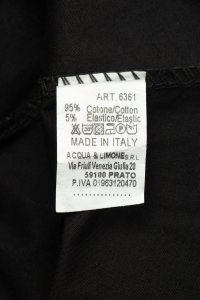 ART. 6361
95% Cotone/Cotton
5% Elastico/Elastic
MADE IN ITALY
ACQUA & LIMONE S.R.L
Via Friuli Venezia Giulia 20
59100 PRATO
P.IVA 01963120470